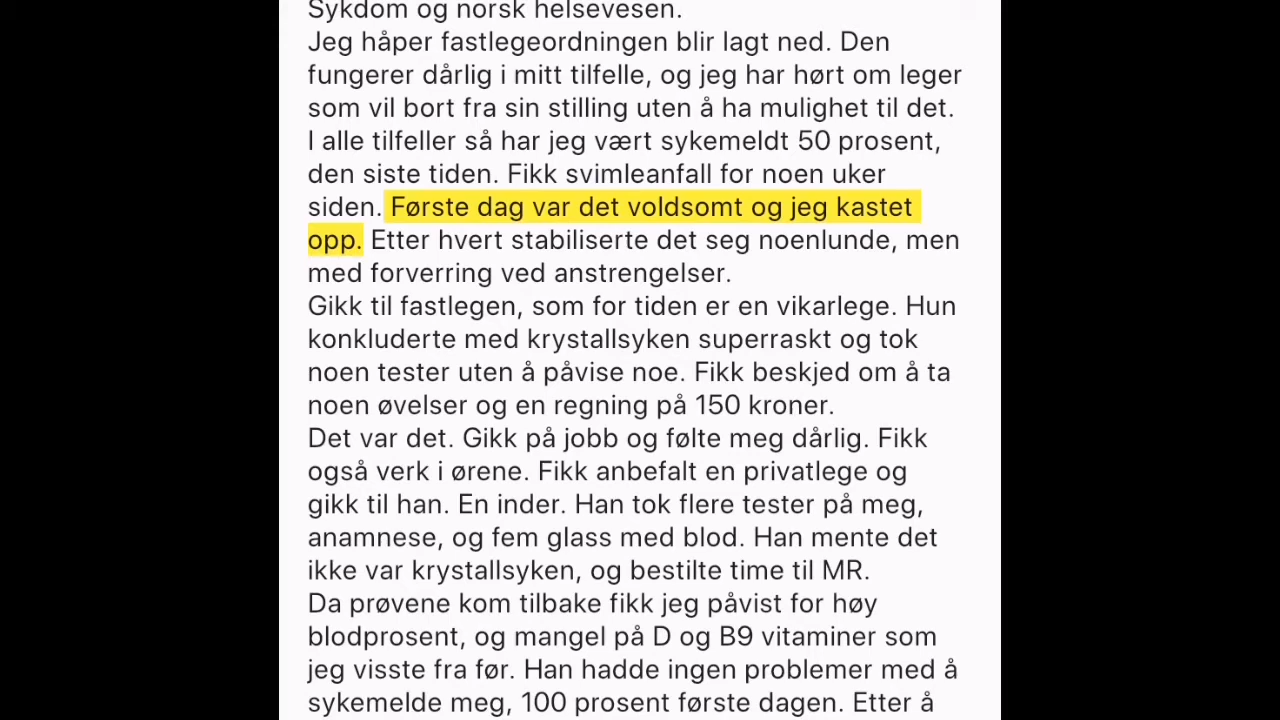 Sykdom og norsk helsevesen.
Jeg håper fastlegeordningen blir lagt ned. Den
fungerer dårlig i mitt tilfelle, og jeg har hørt om leger
som vil bort fra sin stilling uten å ha mulighet til det.
I alle tilfeller så har jeg vært sykemeldt 50 prosent,
den siste tiden. Fikk svimleanfall for noen uker
siden. Første dag var det voldsomt og jeg kastet
opp. Etter hvert stabiliserte det seg noenlunde, men
med forverring ved anstrengelser.
Gikk til fastlegen, som for tiden er en vikarlege. Hun
konkluderte med krystallsyken superraskt og tok
noen tester uten å påvise noe. Fikk beskjed om å ta
noen øvelser og en regning på 150 kroner.
Det var det. Gikk på jobb og følte meg dårlig. Fikk
også verk i ørene. Fikk anbefalt en privatlege og
gikk til han. En inder. Han tok flere tester på meg,
anamnese, og fem glass med blod. Han mente det
ikke var krystallsyken, og bestilte time til MR.
Da prøvene kom tilbake fikk jeg påvist for høy
blodprosent, og mangel på D og B9 vitaminer som
jeg visste fra før. Han hadde ingen problemer med å
sykemelde meg, 100 prosent første dagen. Etter å